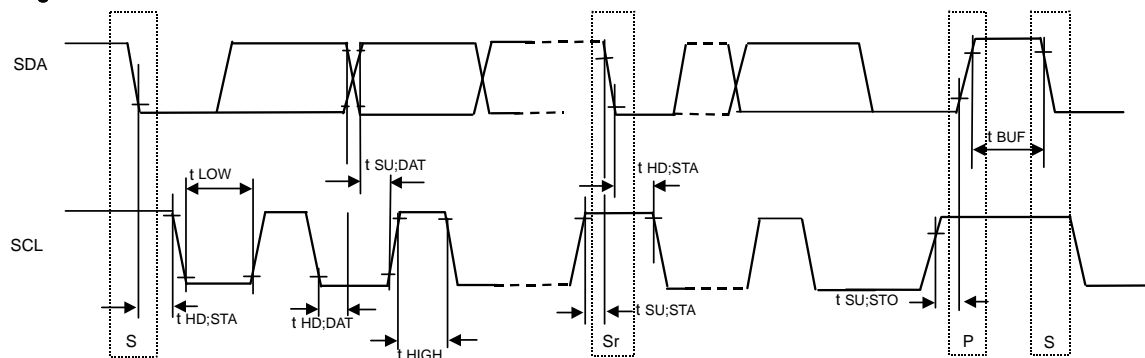 SDA
t BUF
t SU;DAT
t LOW
t HD;STA
SCL
t HD;STA
t HD;DAT
t SU;STA
t SU;STO
S
t HIGH
Sr
P
S